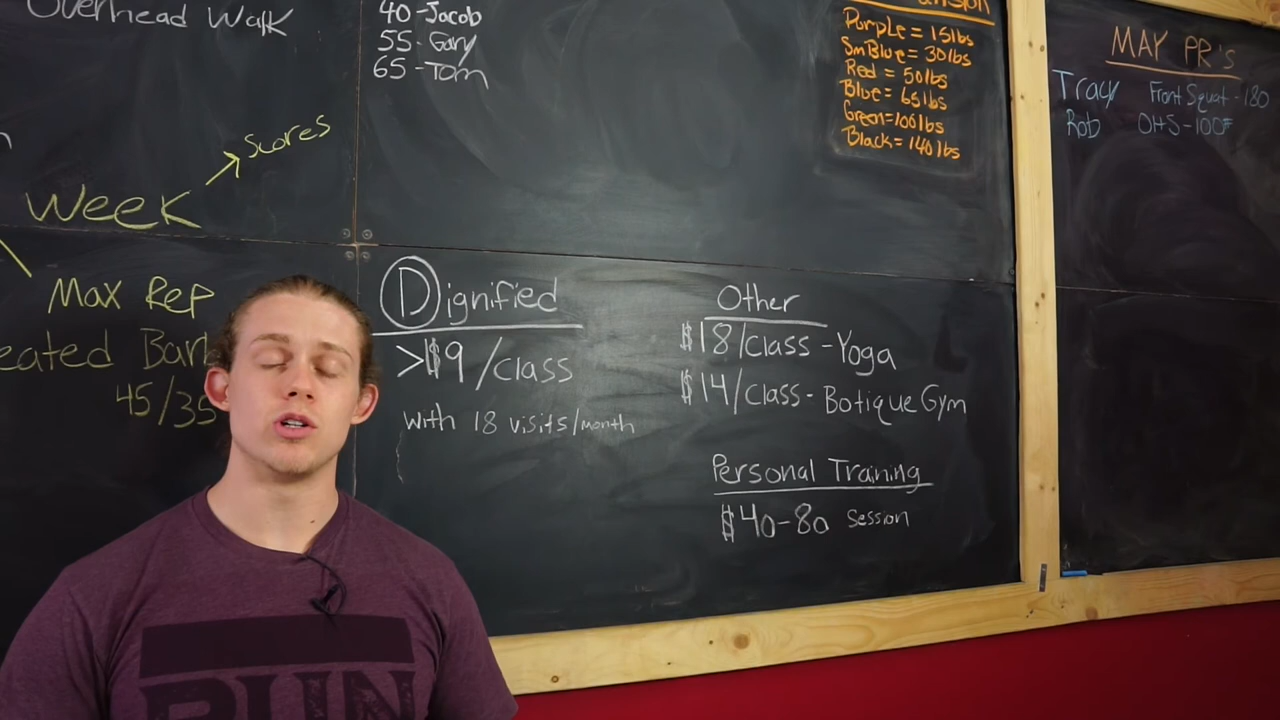 Overhead Walk
40 - Jacob
55 - Gary
65 - Tom
PurpLe = 15lbs
SmBlue = 30lbs
Red = 50lbs
Blue = 65lbs
Green = 100lbs
Black = 140lbs
MAY PR'S
Tracy Front Squat - 180
Rob OHS - 100#
Scores
Week
Max Rep
45/35
Dignified
>$9/class
with 18 visits/month
Other
$18/class - Yoga
$14/class - Botique Gym
Personal Training
$40-80 Session
RUN